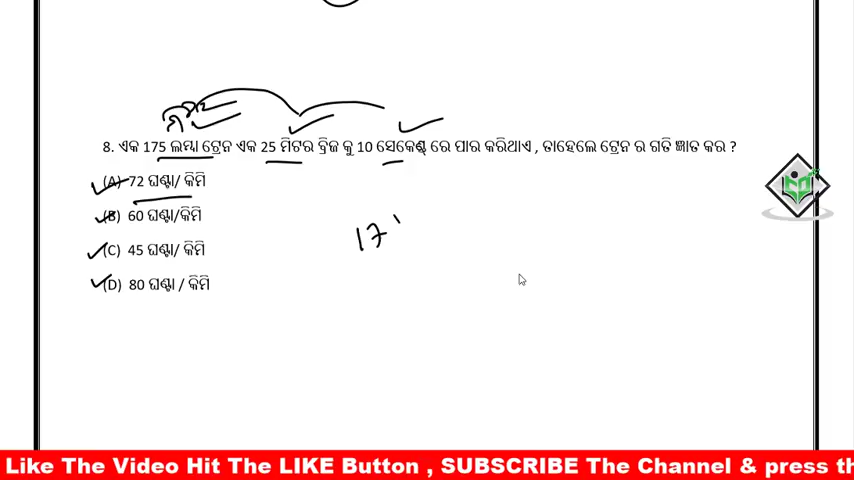 8. ଏକ 175 ଲମ୍ବା ଟ୍ରେନ ଏକ 25 ମିଟର ବ୍ରିଜ କୁ 10 ସେକେଣ୍ଡ୍ ରେ ପାର କରିଥାଏ , ତାହେଲେ ଟ୍ରେନ ର ଗତି ଜ୍ଞାତ କର ?
(A) 72 ଘଣ୍ଟା/ କିମି
(B) 60 ଘଣ୍ଟା/କିମି
17
(C) 45 ଘଣ୍ଟା/ କିମି
(D) 80 ଘଣ୍ଟା / କିମି
Like The Video Hit The LIKE Button , SUBSCRIBE The Channel & press th